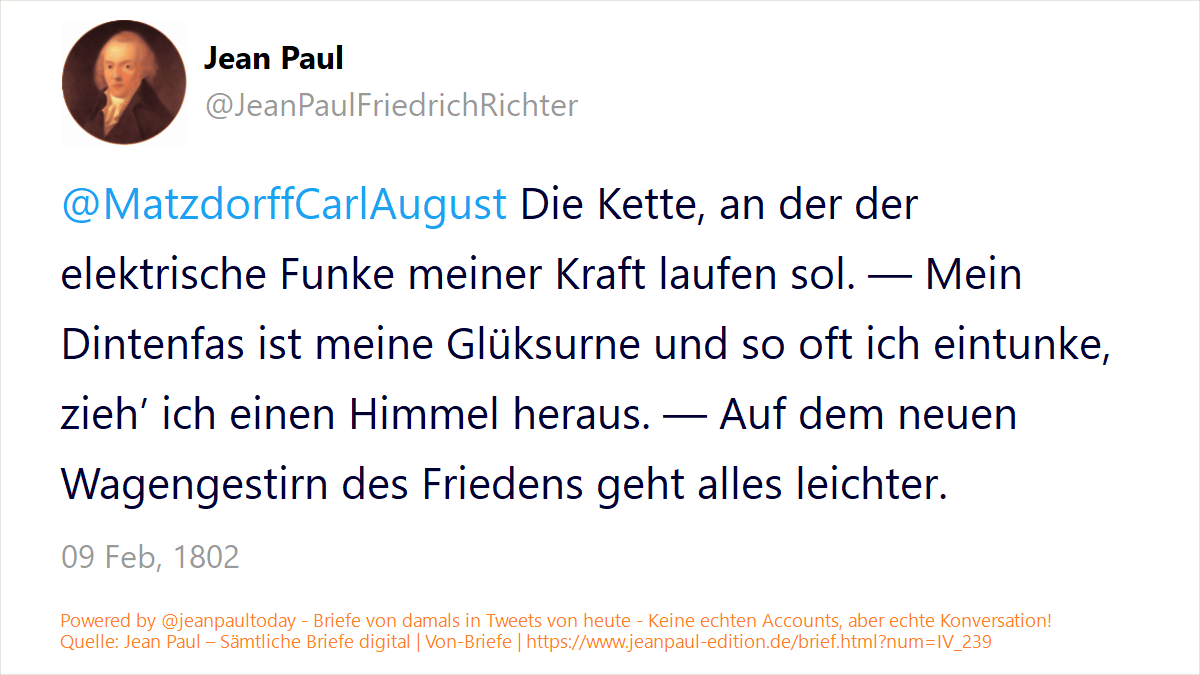 Jean Paul
@JeanPaulFriedrichRichter
@MatzdorffCarlAugust Die Kette, an der der
elektrische Funke meiner Kraft laufen sol. — Mein
Dintenfas ist meine Glüksurne und so oft ich eintunke,
zieh’ ich einen Himmel heraus. — Auf dem neuen
Wagengestirn des Friedens geht alles leichter.
09 Feb, 1802
Powered by @jeanpaultoday - Briefe von damals in Tweets von heute - Keine echten Accounts, aber echte Konversation!
Quelle: Jean Paul – Sämtliche Briefe digital | Von-Briefe | https://www.jeanpaul-edition.de/brief.html?num=IV_239